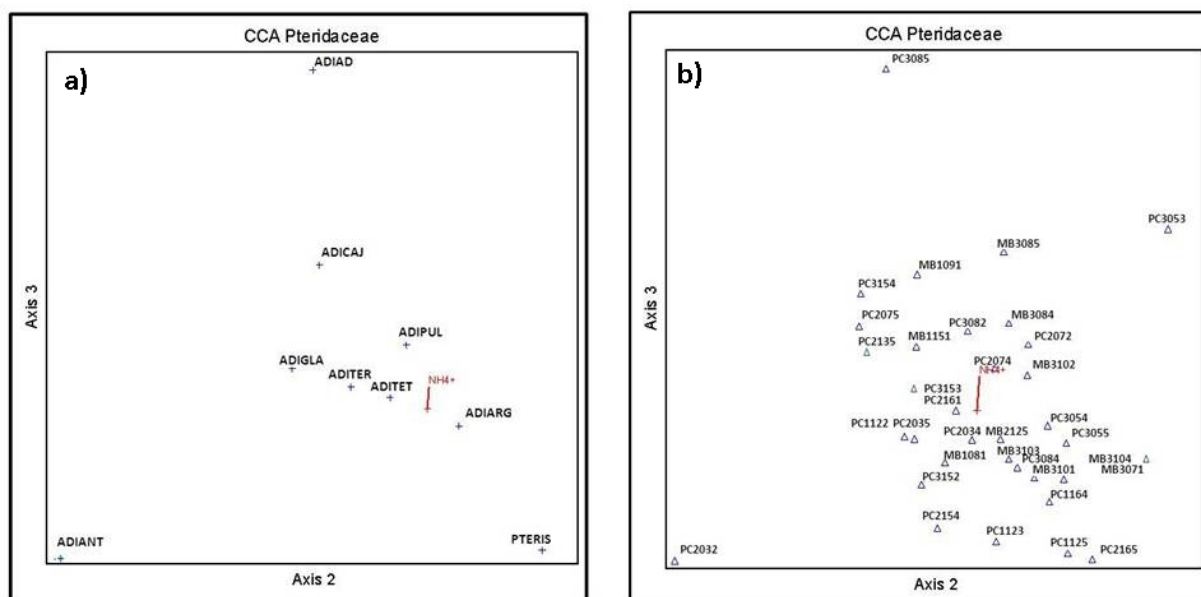 CCA Pteridaceae
a)
ADIAD
ADICAJ
ADIPUL
ADIGLA
ADITER
ADITET
NH4+
ADIARG
ADIANT
PTERIS
Axis 3
Axis 2
CCA Pteridaceae
b)
PC3085
PC3053
MB3085
MB1091
PC3154
PC2075
PC3082
MB3084
PC2135
MB1151
PC2072
PC2074
MB3102
NH4+
PC3153
PC2161
PC1122
PC2035
PC2034
MB2125
PC3054
PC3055
MB1081
MB3103
PC3084
MB3104
MB3101
MB3071
PC3152
PC1164
PC2154
PC1123
PC1125
PC2165
PC2032
Axis 3
Axis 2